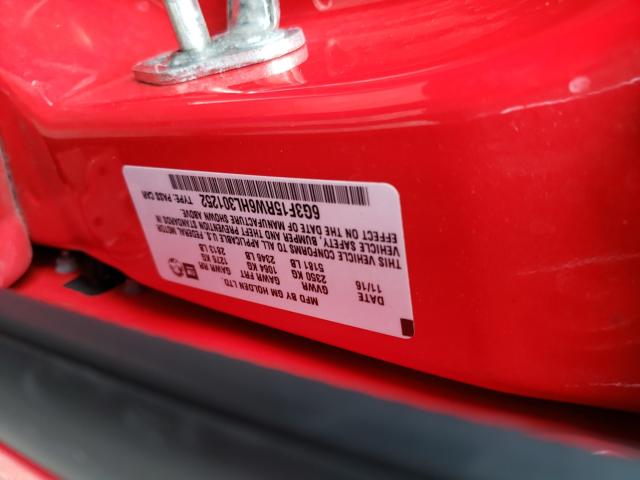 MFD BY GM HOLDEN LTD.
DATE GVWR GAWR FRT GAWR RR
11/16 2350 KG 1064 KG 1276 KG
5181 LB 2346 LB 2813 LB
THIS VEHICLE CONFORMS TO ALL APPLICABLE U.S. FEDERAL MOTOR
VEHICLE SAFETY, BUMPER AND THEFT PREVENTION STANDARDS IN
EFFECT ON THE DATE OF MANUFACTURE SHOWN ABOVE.
6G3F15RW6HL301252 TYPE: PASS CAR